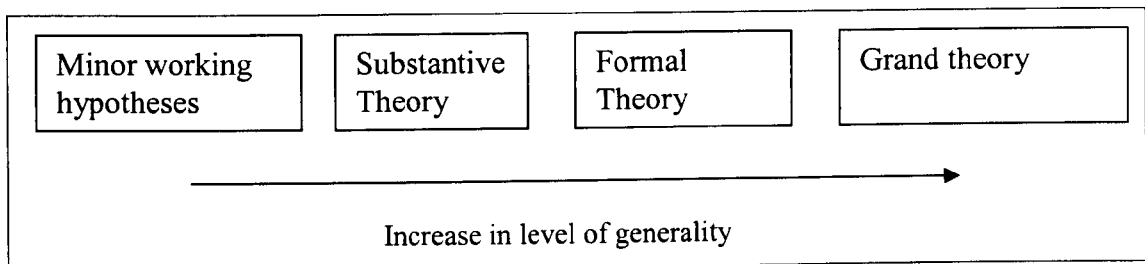 Minor working
hypotheses
Substantive
Theory
Formal
Theory
Grand theory
Increase in level of generality